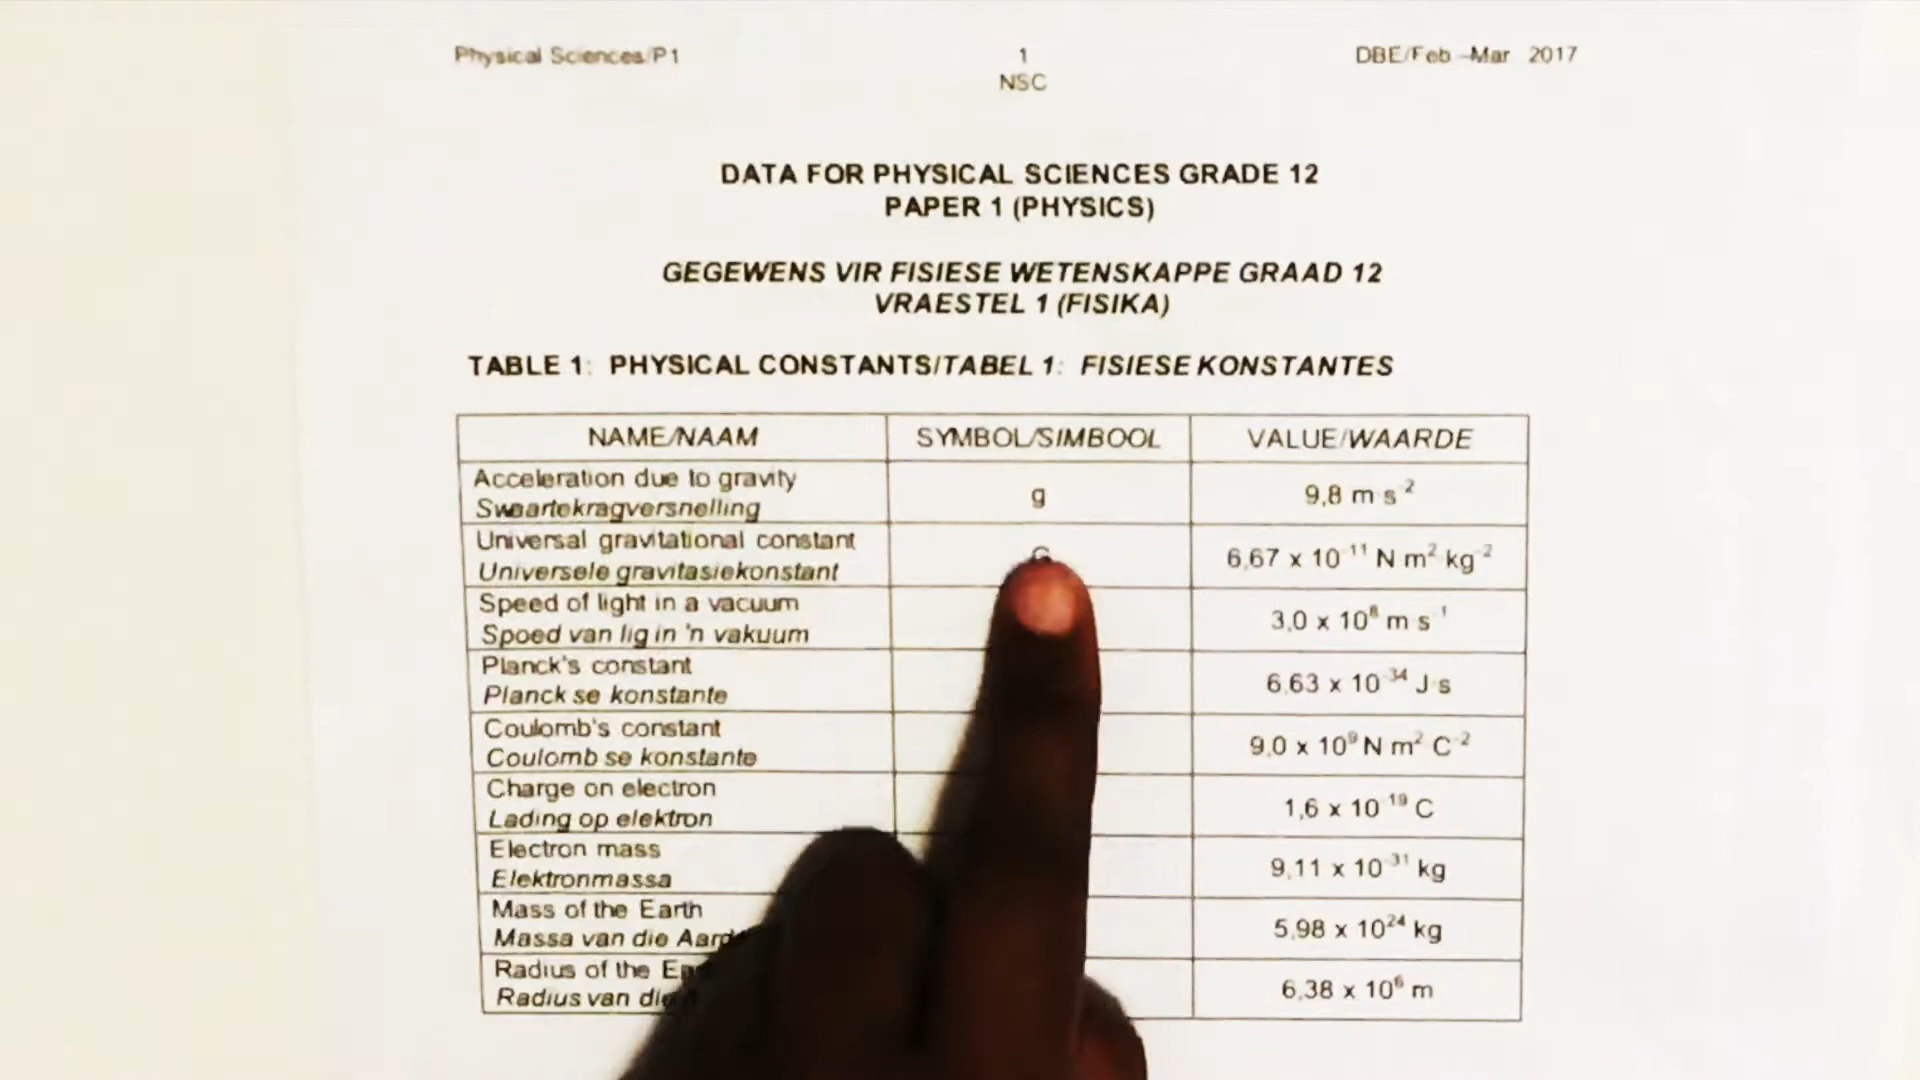 Physical Sciences/P1 1 DBE/Feb.–Mar. 2017
NSC
DATA FOR PHYSICAL SCIENCES GRADE 12
PAPER 1 (PHYSICS)
GEGEWENS VIR FISIESE WETENSKAPPE GRAAD 12
VRAESTEL 1 (FISIKA)
TABLE 1: PHYSICAL CONSTANTS/TABEL 1: FISIESE KONSTANTES
NAME/NAAM SYMBOL/SIMBOOL VALUE/WAARDE
Acceleration due to gravity
Swaartekragversnelling g 9,8 m·s⁻²
Universal gravitational constant
Universele gravitasiekonstant 6,67 x 10⁻¹¹ N·m²·kg⁻²
Speed of light in a vacuum
Spoed van lig in 'n vakuum 3,0 x 10⁸ m·s⁻¹
Planck's constant
Planck se konstante 6,63 x 10⁻³⁴ J·s
Coulomb's constant
Coulomb se konstante 9,0 x 10⁹ N·m²·C⁻²
Charge on electron
Lading op elektron 1,6 x 10⁻¹⁹ C
Electron mass
Elektronmassa 9,11 x 10⁻³¹ kg
Mass of the Earth
Massa van die 5,98 x 10²⁴ kg
Radius of the
Radius van die 6,38 x 10⁶ m